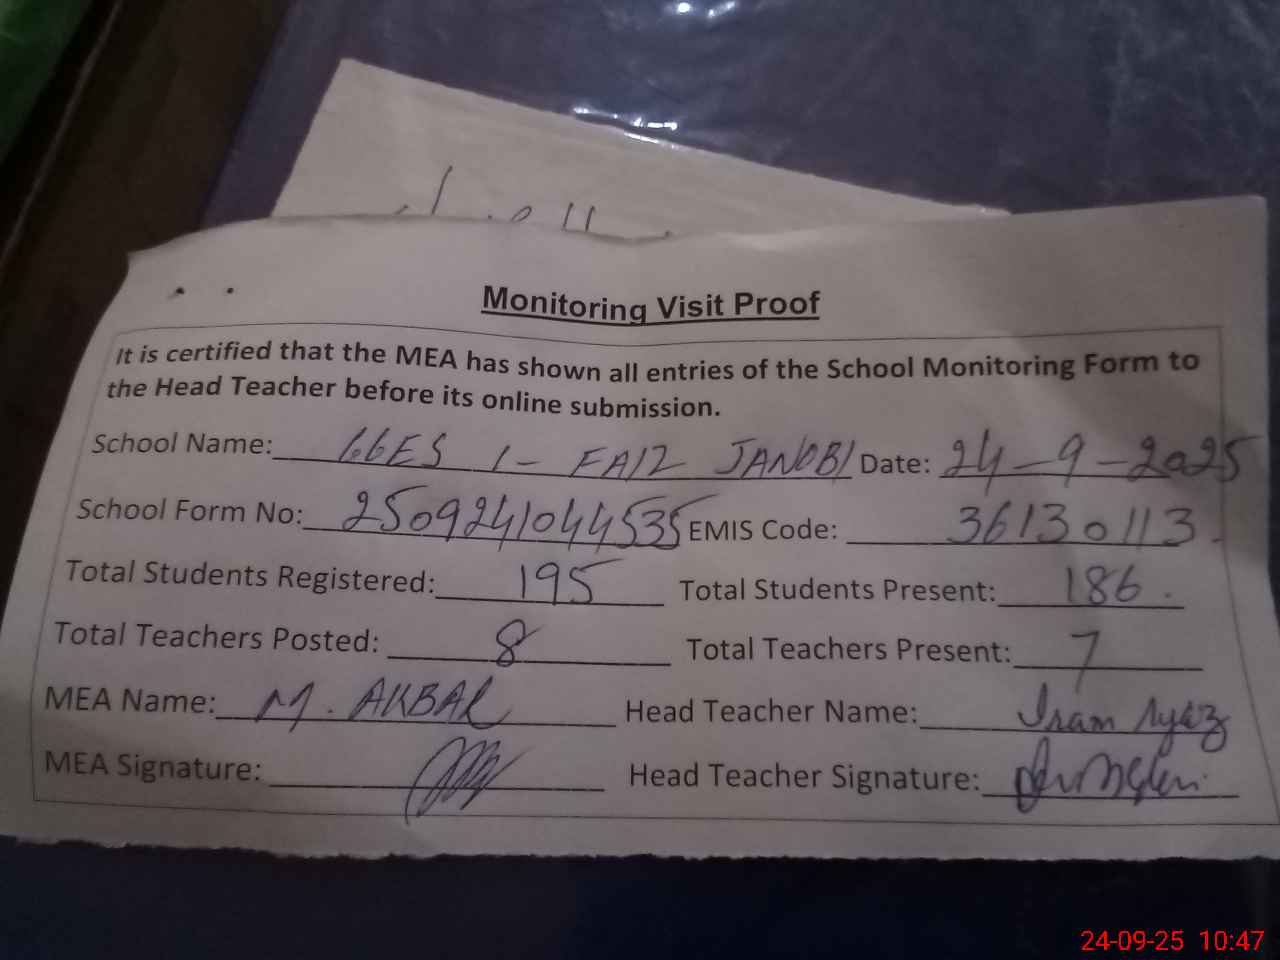 Monitoring Visit Proof
It is certified that the MEA has shown all entries of the School Monitoring Form to
the Head Teacher before its online submission.
School Name: GGES 1- FAIZ JANOBI Date: 24-9-2025
School Form No: 2509241044535 EMIS Code: 36130113
Total Students Registered: 195 Total Students Present: 186.
Total Teachers Posted: 8 Total Teachers Present: 7
MEA Name: M. AKBAR Head Teacher Name: Iram
MEA Signature: Head Teacher Signature:
24-09-25 10:47